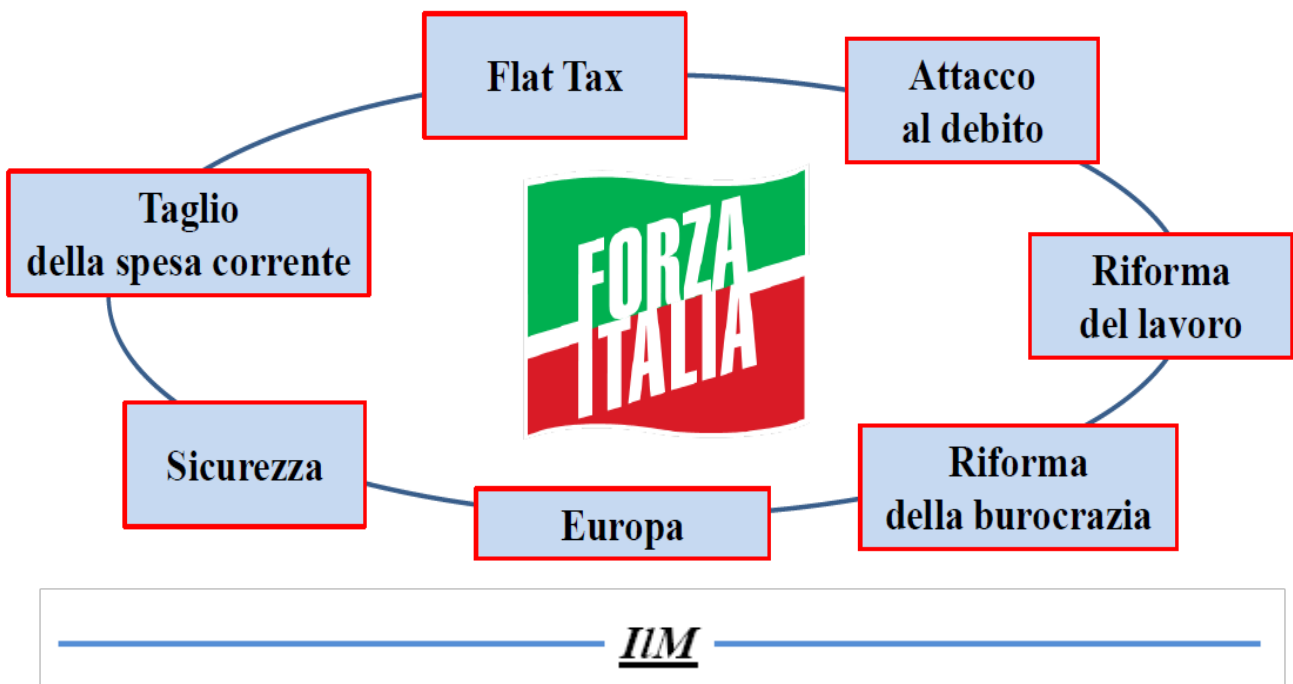 Flat Tax
Attacco
al debito
Taglio
della spesa corrente
FORZA
ITALIA
Riforma
del lavoro
Sicurezza
Europa
Riforma
della burocrazia
IlM